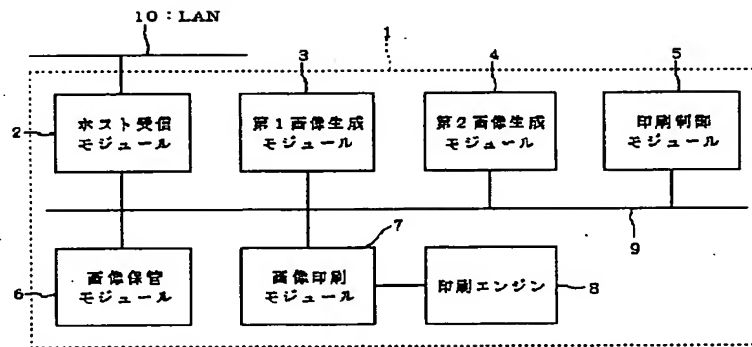 10:LAN
1
3
4
5
2
ホスト受信
モジュール
第1画像生成
モジュール
第2画像生成
モジュール
印刷制御
モジュール
9
7
6
画像保管
モジュール
画像印刷
モジュール
印刷エンジン
8